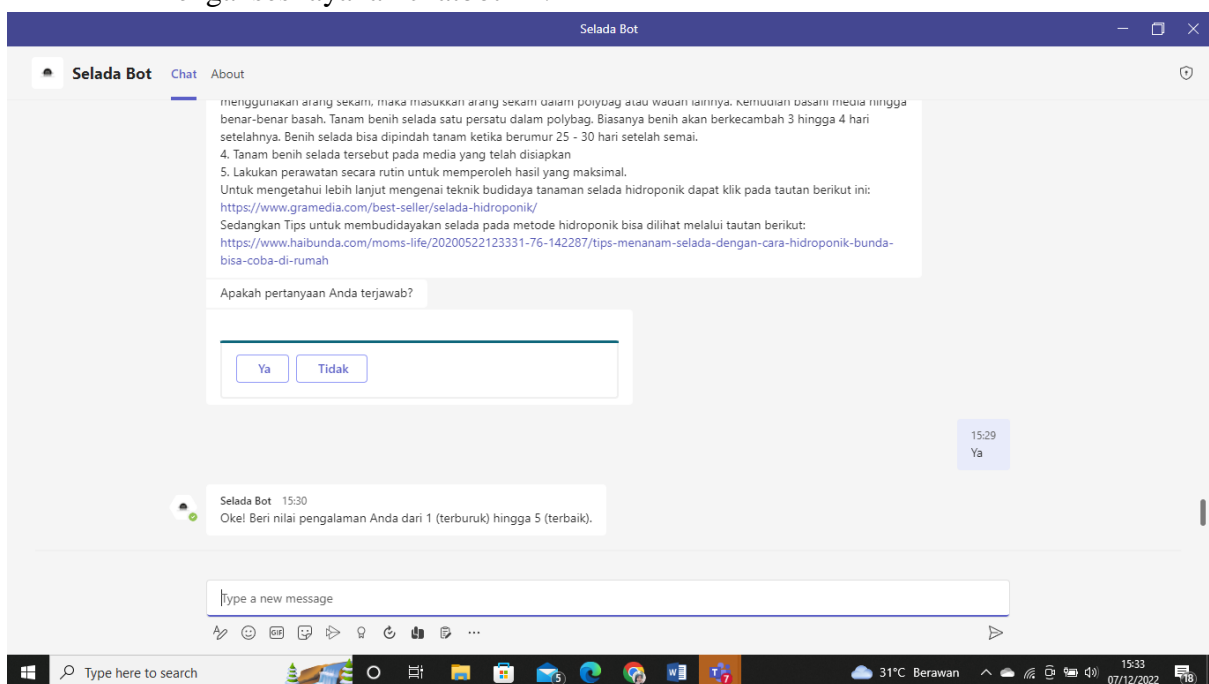 Selada Bot
Selada Bot Chat About
menggunakan arang sekam, maka masukkan arang sekam dalam polybag atau wadah lainnya. Kemudian basahi media hingga
benar-benar basah. Tanam benih selada satu persatu dalam polybag. Biasanya benih akan berkecambah 3 hingga 4 hari
setelahnya. Benih selada bisa dipindah tanam ketika berumur 25 - 30 hari setelah semai.
4. Tanam benih selada tersebut pada media yang telah disiapkan
5. Lakukan perawatan secara rutin untuk memperoleh hasil yang maksimal.
Untuk mengetahui lebih lanjut mengenai teknik budidaya tanaman selada hidroponik dapat klik pada tautan berikut ini:
https://www.gramedia.com/best-seller/selada-hidroponik/
Sedangkan Tips untuk membudidayakan selada pada metode hidroponik bisa dilihat melalui tautan berikut:
https://www.haibunda.com/moms-life/20200522123331-76-142287/tips-menanam-selada-dengan-cara-hidroponik-bunda-
bisa-coba-di-rumah
Apakah pertanyaan Anda terjawab?
Ya Tidak
15:29
Ya
Selada Bot 15:30
Oke! Beri nilai pengalaman Anda dari 1 (terburuk) hingga 5 (terbaik).
Type a new message
GIF
Type here to search
31°C Berawan
15:33
07/12/2022